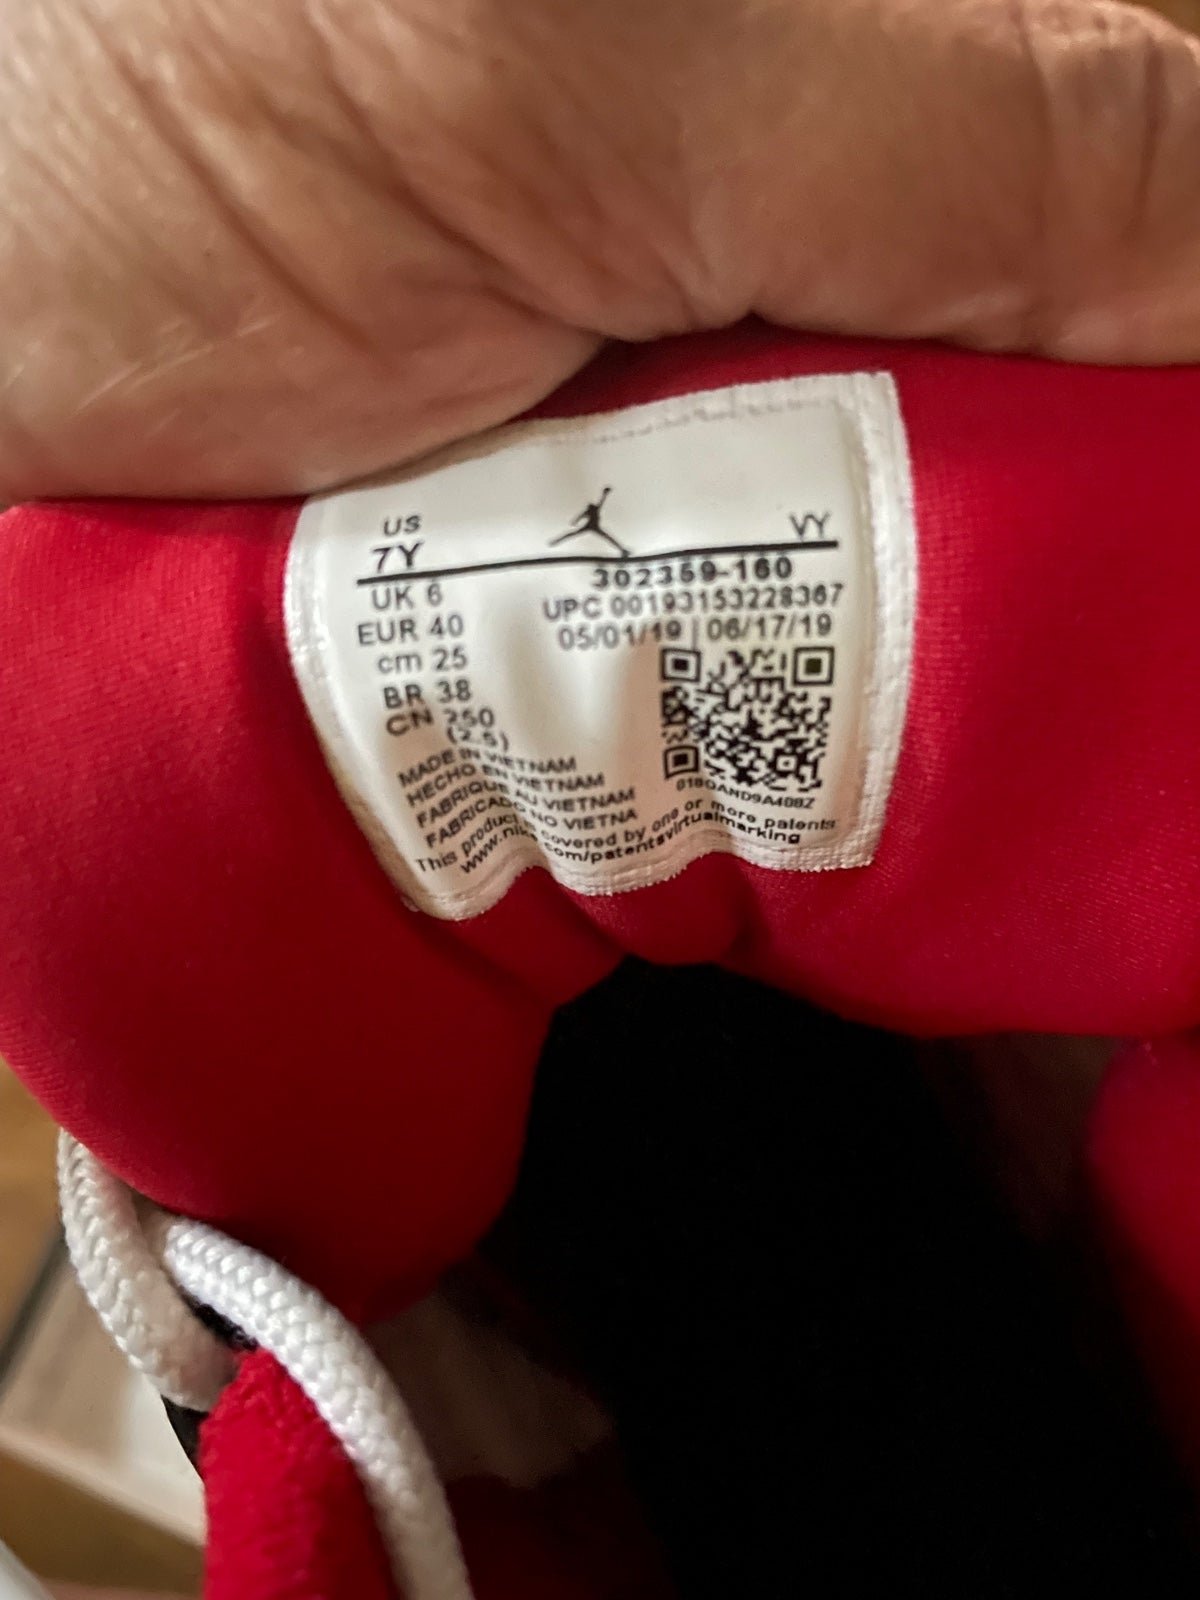 US
7Y
VY
302359-160
UK 6
UPC 00193153228367
EUR 40
05/01/19 | 06/17/19
cm 25
BR 38
CN 250
(2.5)
MADE IN VIETNAM
HECHO EN VIETNAM
FABRIQUE AU VIETNAM
FABRICADO NO VIETNA
This product is covered by one or more patents
www.nike.com/patentsvirtualmarking